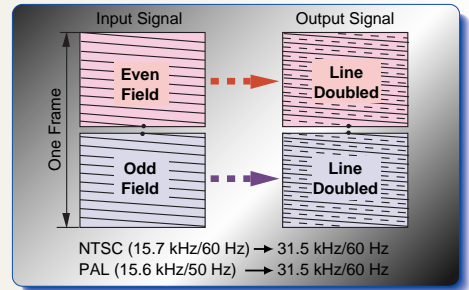 Input Signal
Output Signal
One Frame
Even
Field
Line
Doubled
Odd
Field
Line
Doubled
NTSC (15.7 kHz/60 Hz) → 31.5 kHz/60 Hz
PAL (15.6 kHz/50 Hz) → 31.5 kHz/60 Hz